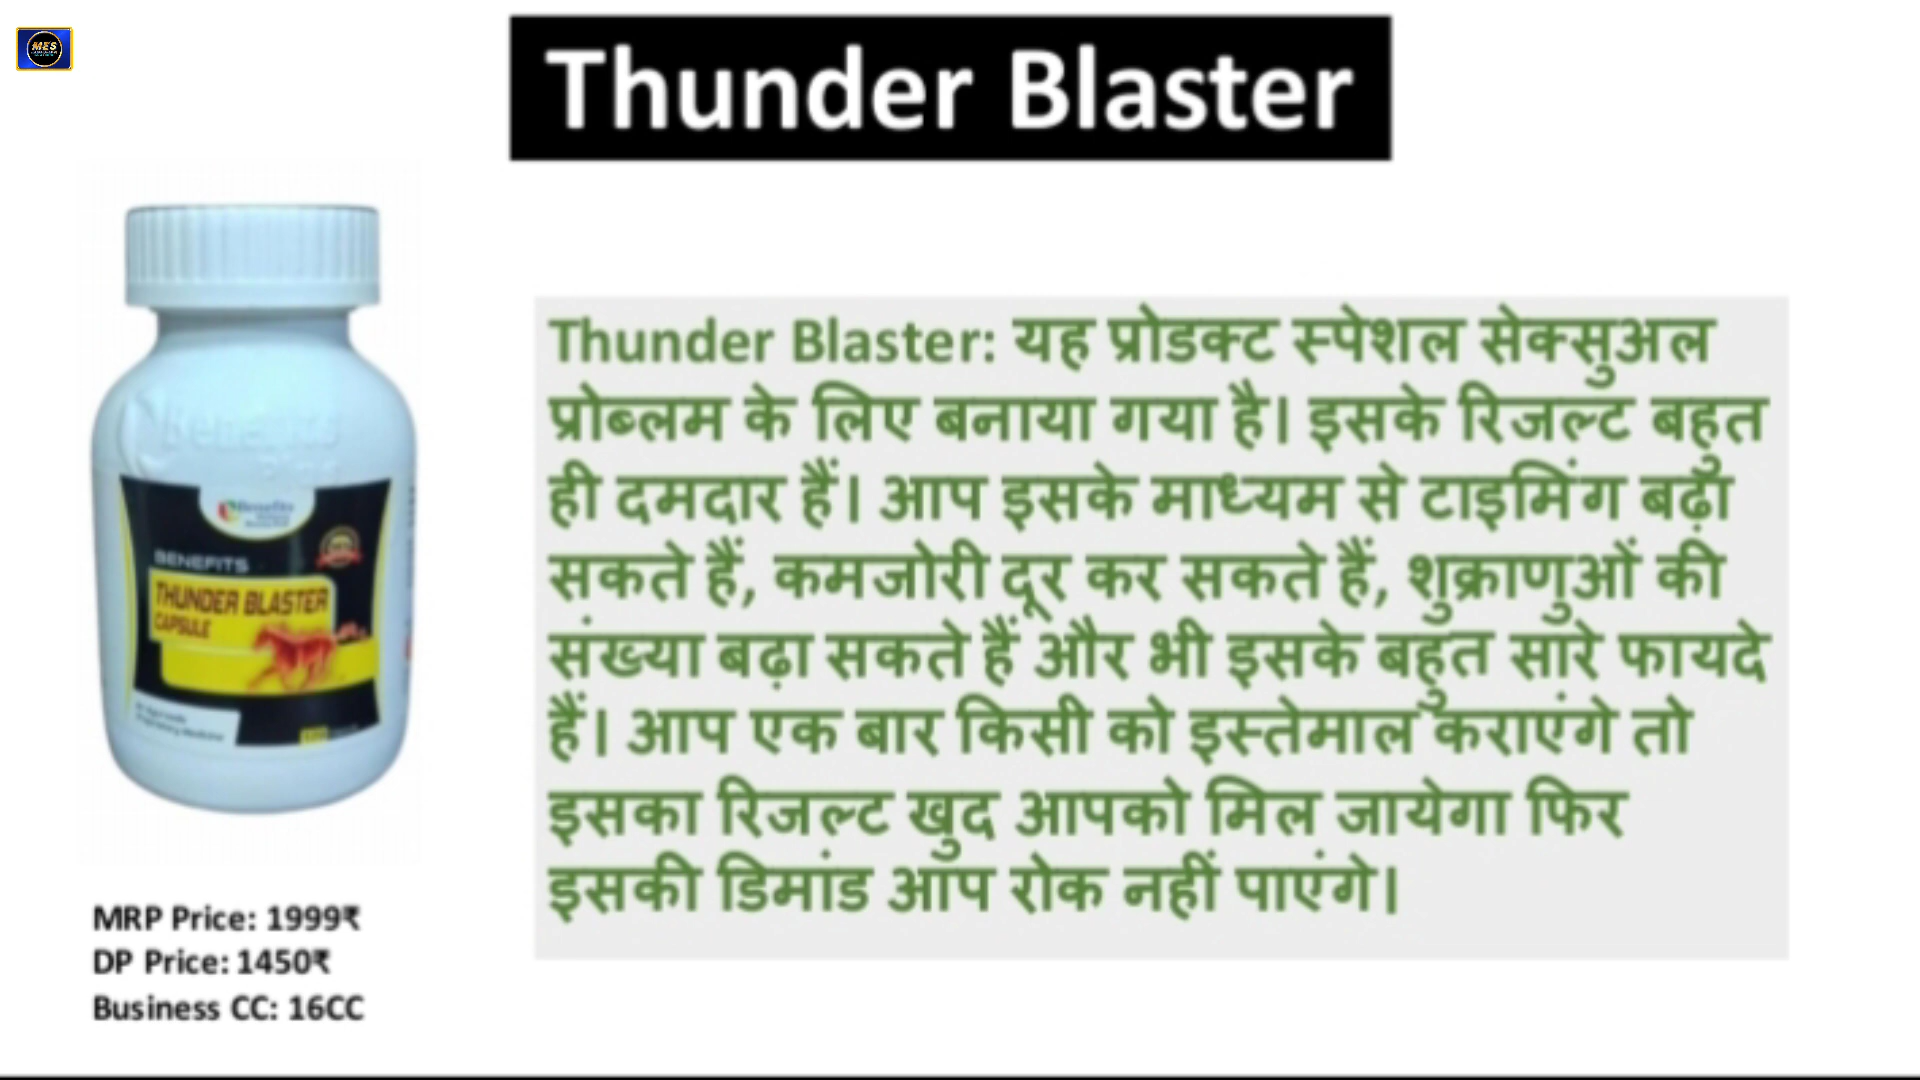 MES
Thunder Blaster
Benefits
BENEFITS
THUNDER BLASTER
CAPSULE
Thunder Blaster: यह प्रोडक्ट स्पेशल सेक्सुअल
प्रोब्लम के लिए बनाया गया है। इसके रिजल्ट बहुत
ही दमदार हैं। आप इसके माध्यम से टाइमिंग बढ़ा
सकते हैं, कमजोरी दूर कर सकते हैं, शुक्राणुओं की
संख्या बढ़ा सकते हैं और भी इसके बहुत सारे फायदे
हैं। आप एक बार किसी को इस्तेमाल कराएंगे तो
इसका रिजल्ट खुद आपको मिल जायेगा फिर
इसकी डिमांड आप रोक नहीं पाएंगे।
MRP Price: 1999₹
DP Price: 1450₹
Business CC: 16CC